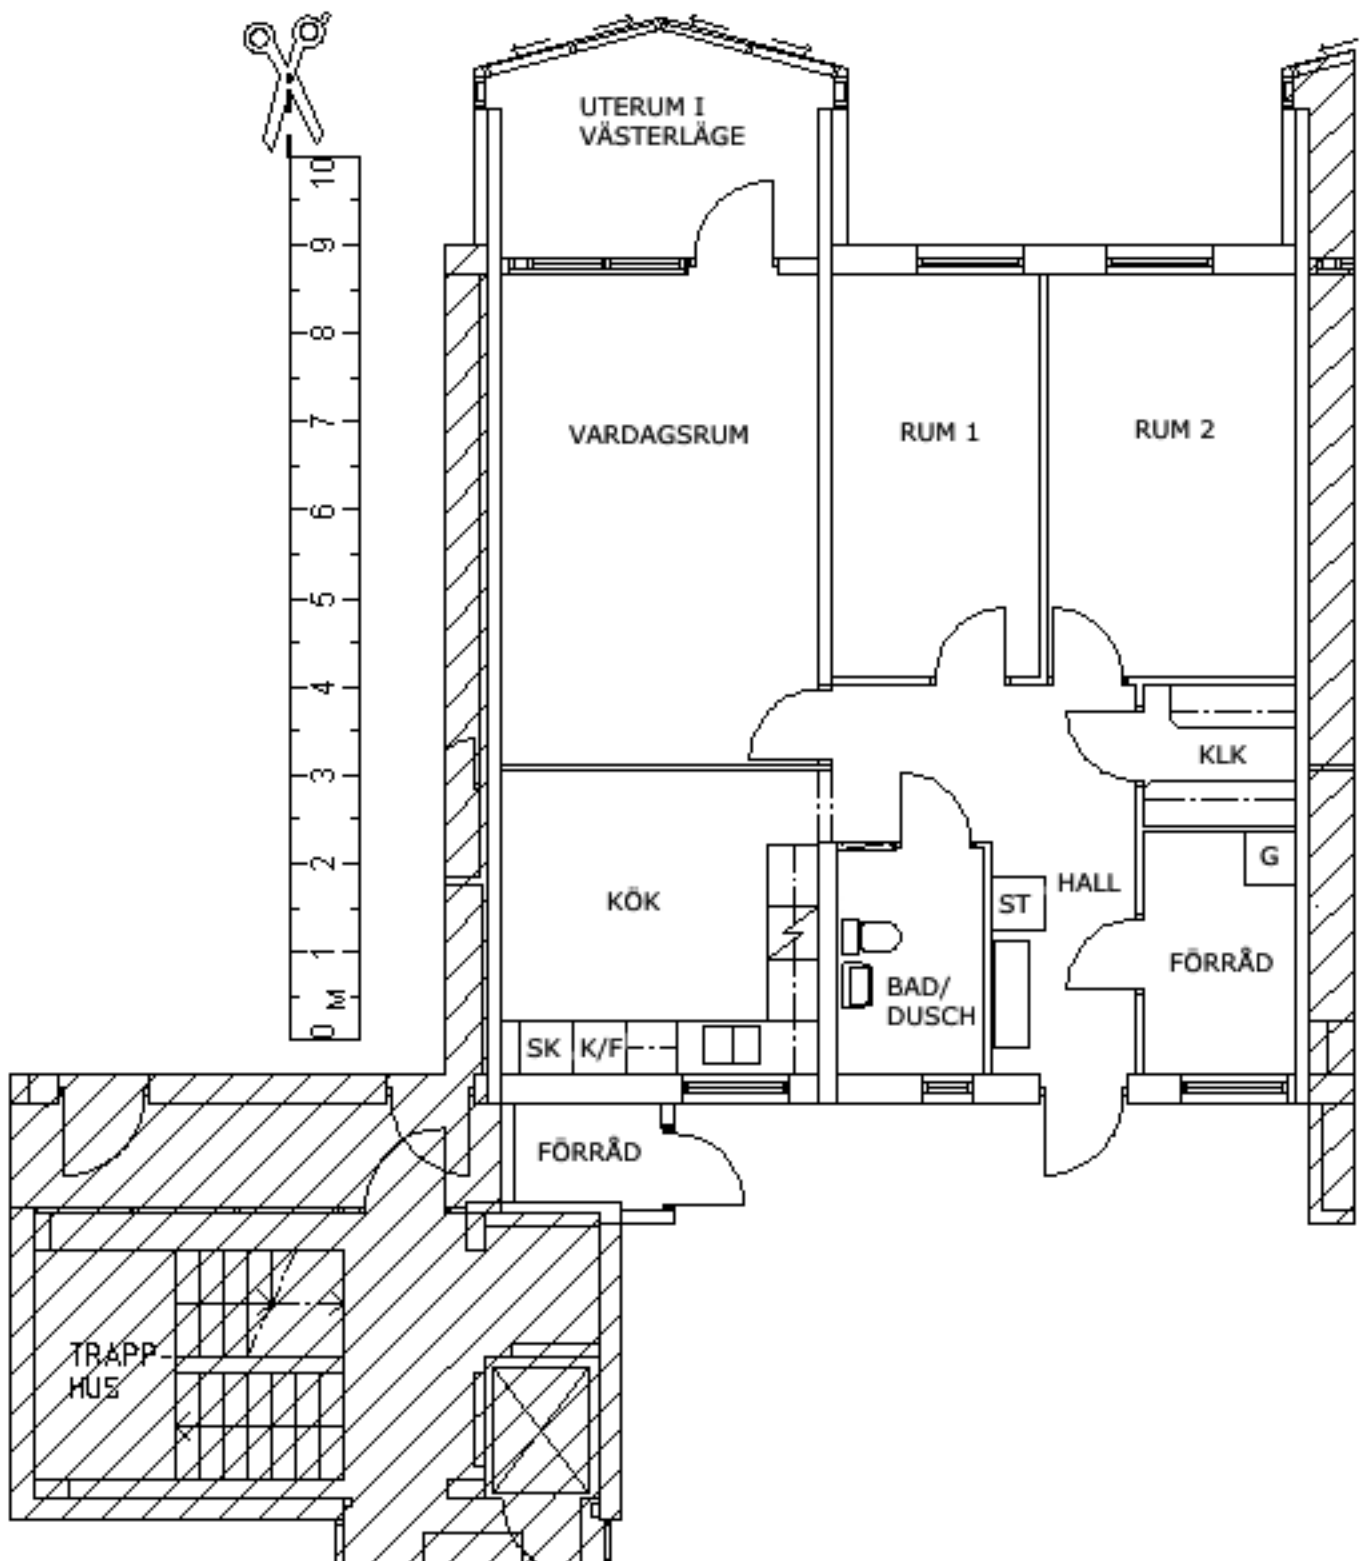 UTERUM I
VÄSTERLÄGE
10
9
8
7
6
5
4
3
2
1
0 M
VARDAGSRUM
RUM 1
RUM 2
KLK
G
HALL
ST
KÖK
FÖRRÅD
BAD/
DUSCH
SK
K/F
FÖRRÅD
TRAPP-
HUS